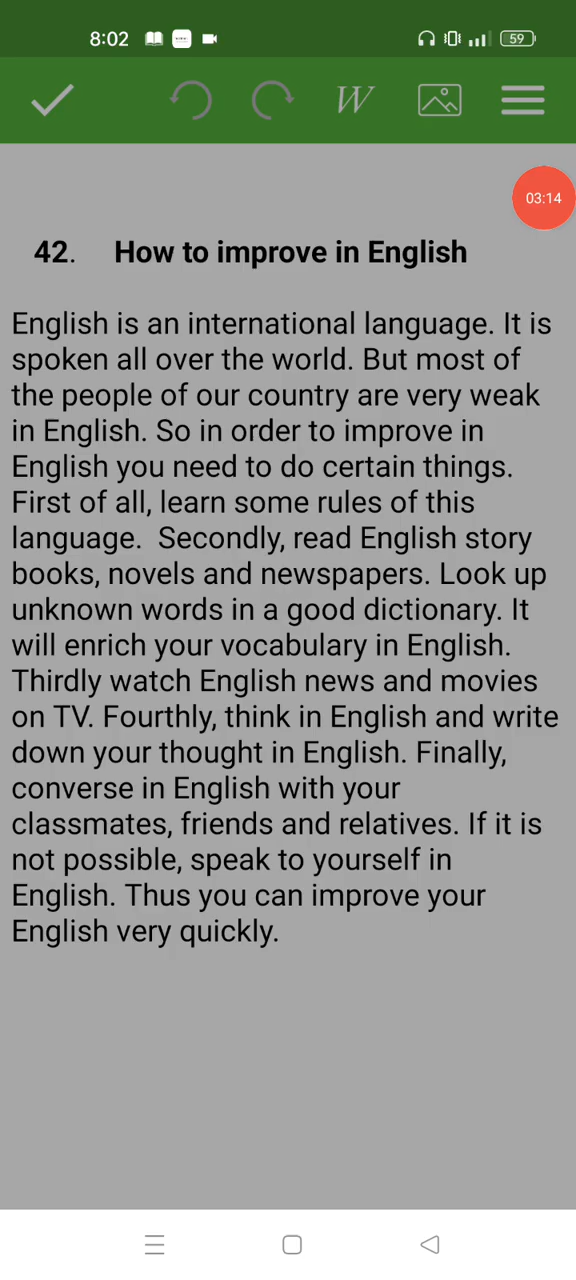 8:02
59
W
03:14
42. How to improve in English
English is an international language. It is
spoken all over the world. But most of
the people of our country are very weak
in English. So in order to improve in
English you need to do certain things.
First of all, learn some rules of this
language.  Secondly, read English story
books, novels and newspapers. Look up
unknown words in a good dictionary. It
will enrich your vocabulary in English.
Thirdly watch English news and movies
on TV. Fourthly, think in English and write
down your thought in English. Finally,
converse in English with your
classmates, friends and relatives. If it is
not possible, speak to yourself in
English. Thus you can improve your
English very quickly.